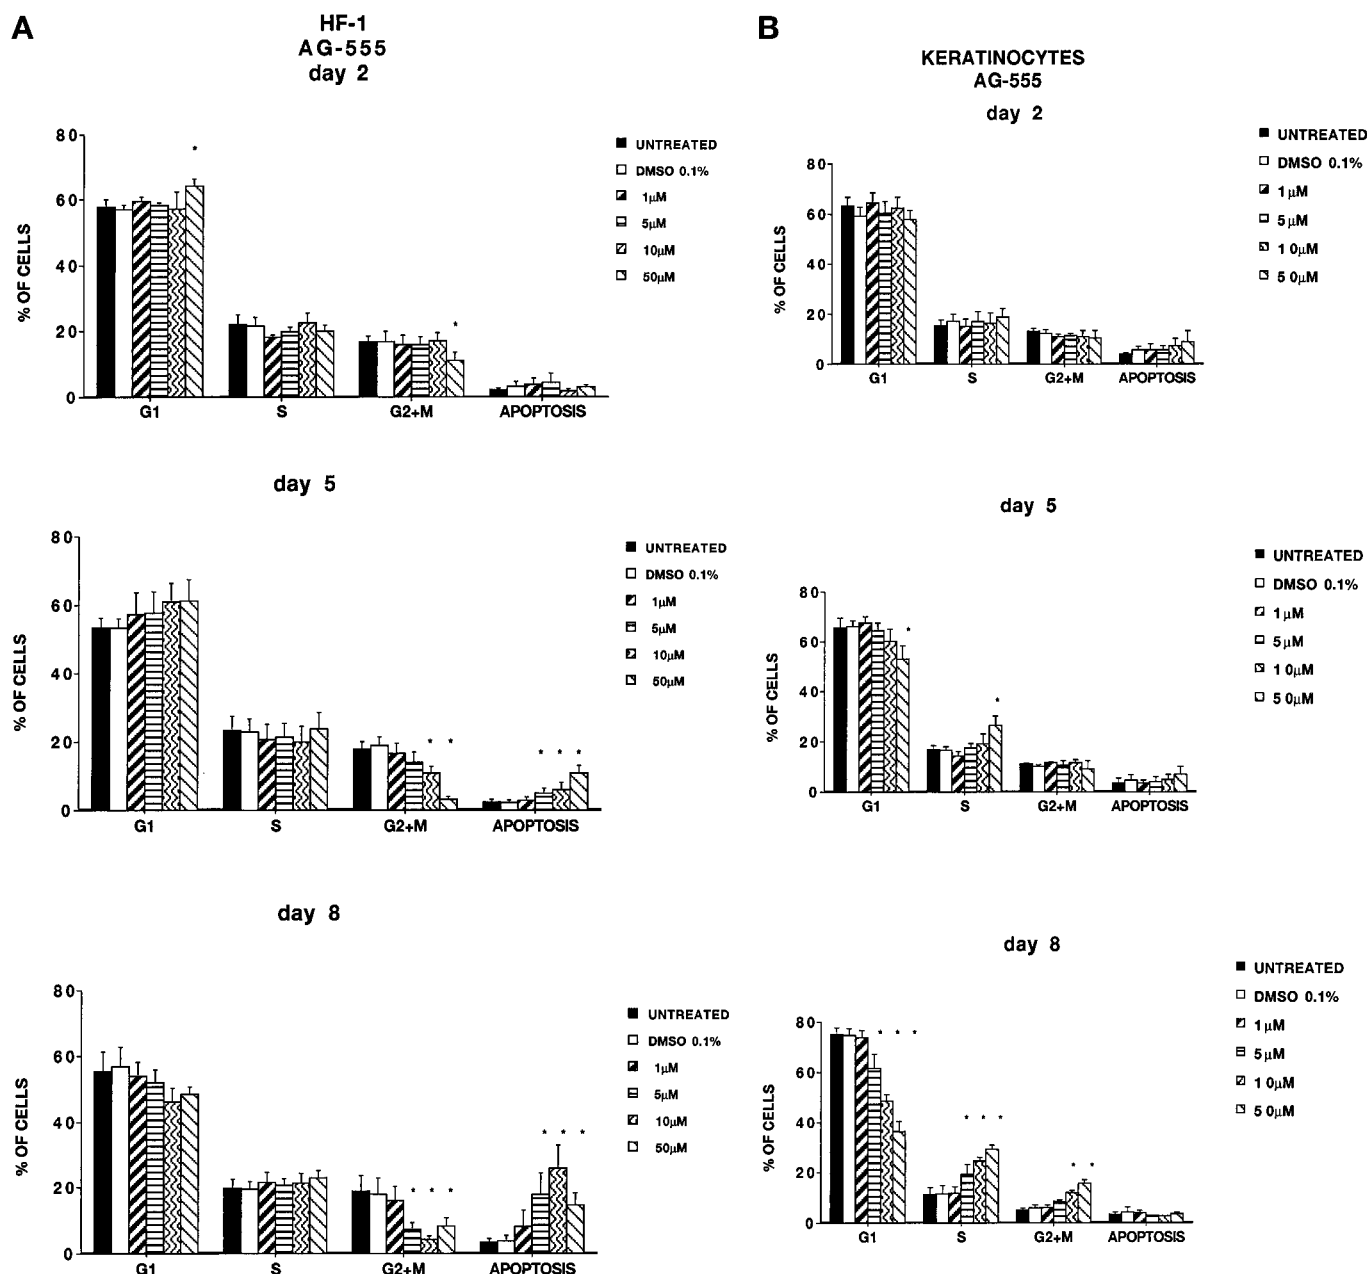 A
HF-1
AG-555
day 2
80
60
40
20
0
% OF CELLS
*
*
G1
S
G2+M
APOPTOSIS
UNTREATED
DMSO 0.1%
1µM
5µM
10µM
50µM
day 5
80
60
40
20
0
% OF CELLS
* *
* * *
G1
S
G2+M
APOPTOSIS
UNTREATED
DMSO 0.1%
1µM
5µM
10µM
50µM
day 8
80
60
40
20
0
% OF CELLS
* * *
* * *
G1
S
G2+M
APOPTOSIS
UNTREATED
DMSO 0.1%
1µM
5µM
10µM
50µM
B
KERATINOCYTES
AG-555
day 2
80
60
40
20
0
% OF CELLS
G1
S
G2+M
APOPTOSIS
UNTREATED
DMSO 0.1%
1µM
5µM
1 0µM
5 0µM
day 5
80
60
40
20
0
% OF CELLS
*
*
G1
S
G2+M
APOPTOSIS
UNTREATED
DMSO 0.1%
1µM
5µM
1 0µM
5 0µM
day 8
80
60
40
20
0
% OF CELLS
* * *
* * *
* *
G1
S
G2+M
APOPTOSIS
UNTREATED
DMSO 0.1%
1µM
5µM
1 0µM
5 0µM